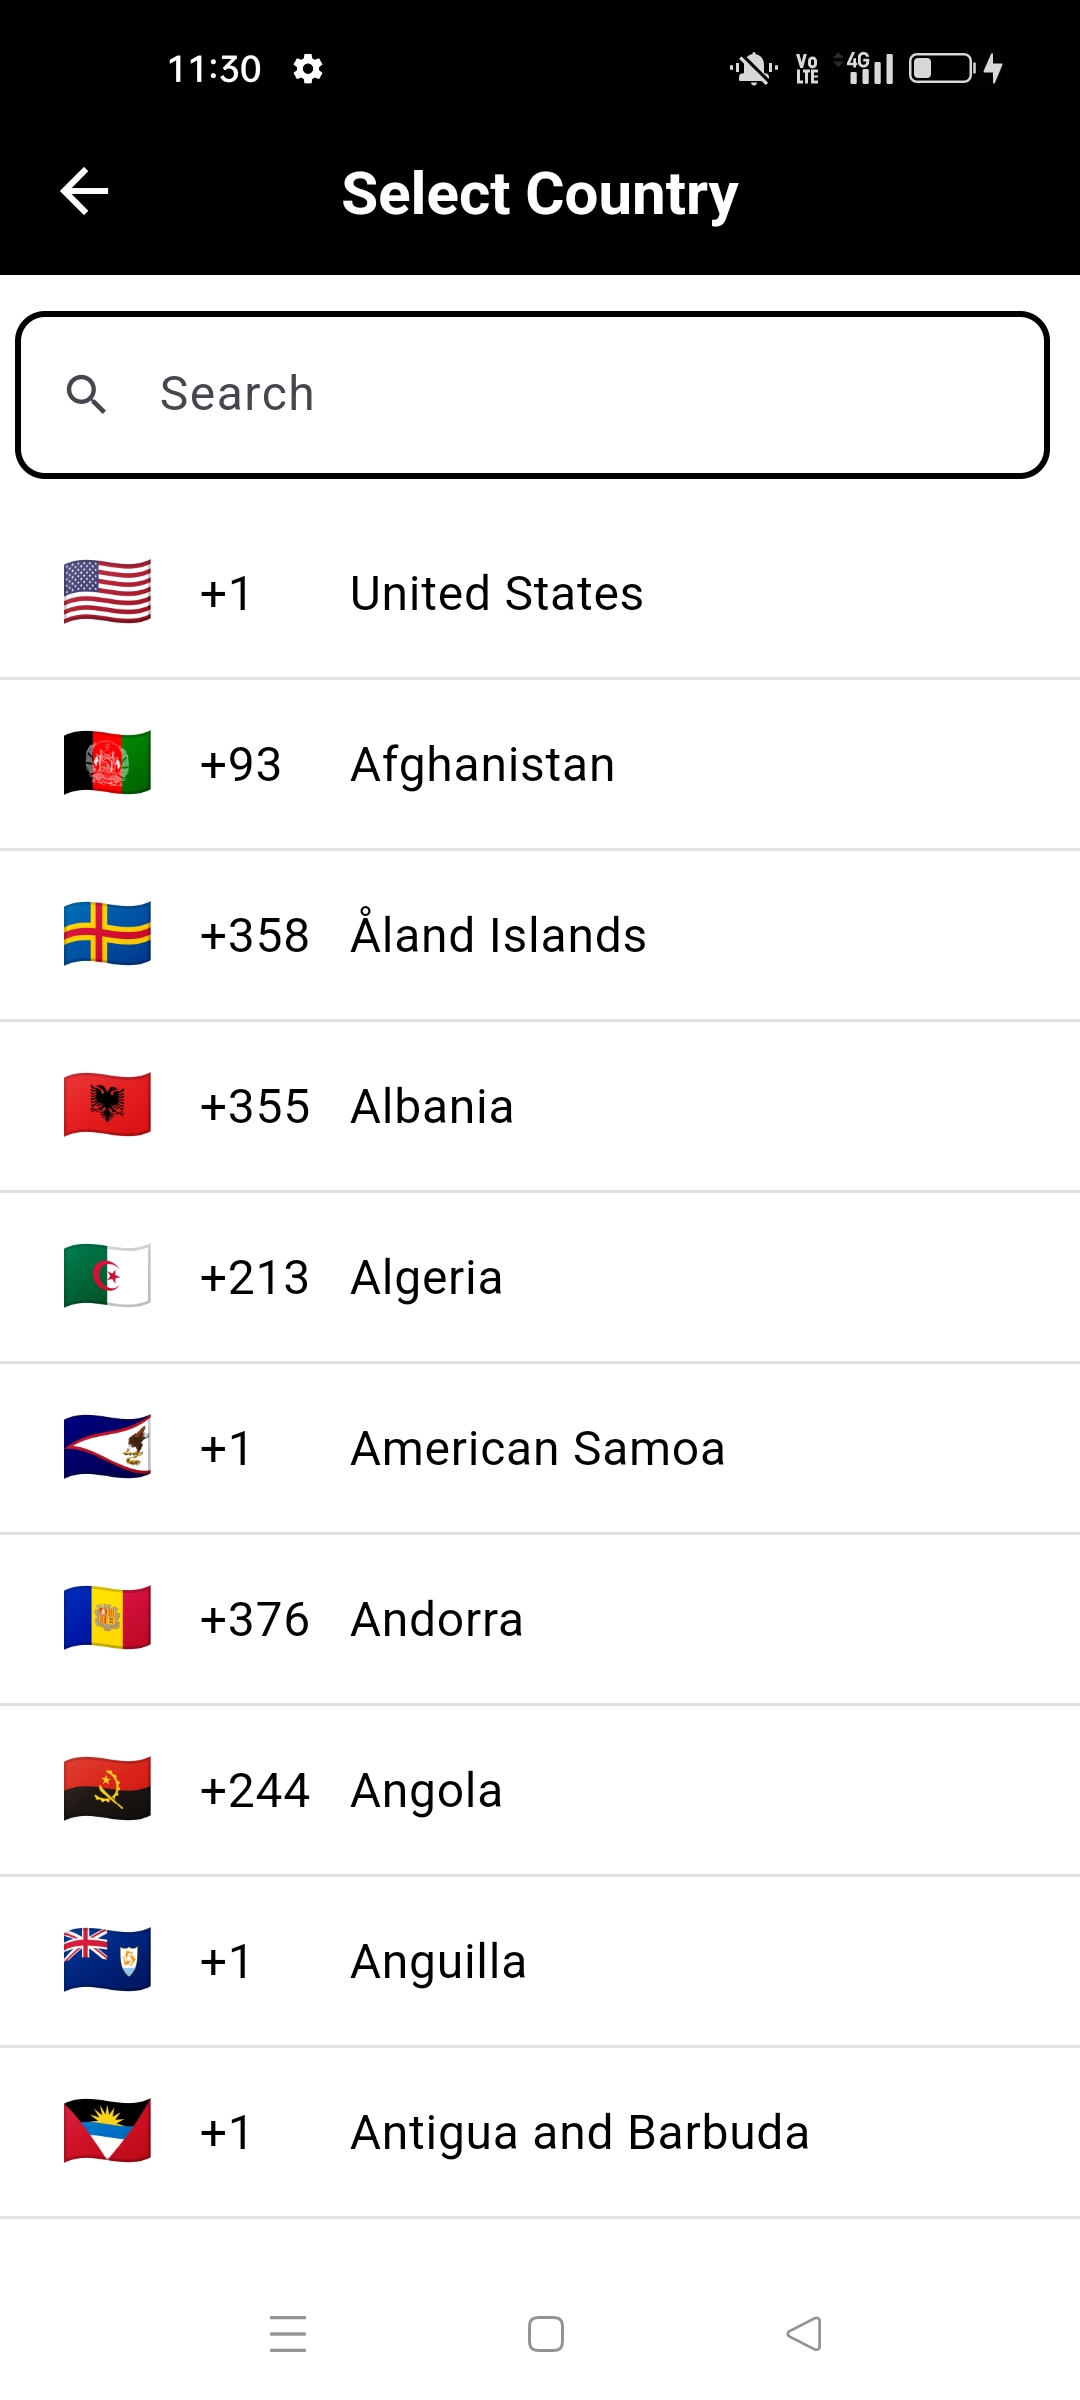 11:30
Vo LTE 4G
Select Country
Search
+1 United States
+93 Afghanistan
+358 Åland Islands
+355 Albania
+213 Algeria
+1 American Samoa
+376 Andorra
+244 Angola
+1 Anguilla
+1 Antigua and Barbuda